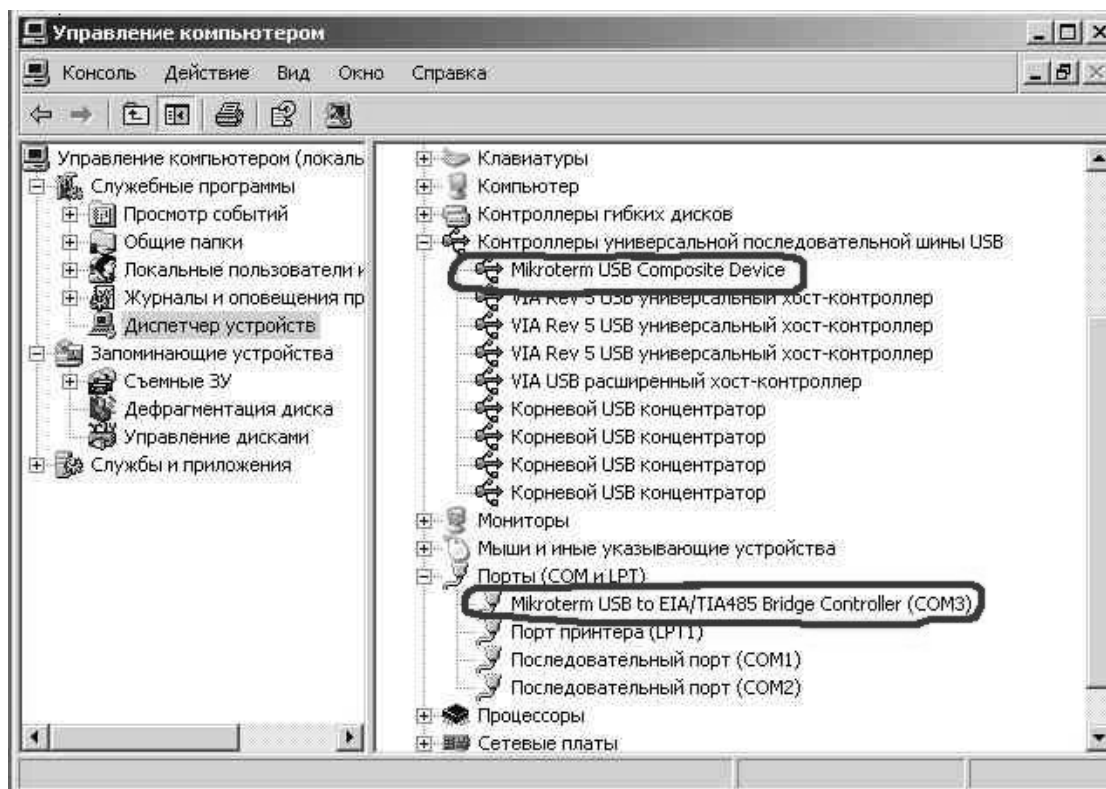 Управление компьютером
Консоль Действие Вид Окно Справка
Управление компьютером (локаль
Служебные программы
Просмотр событий
Общие папки
Локальные пользователи и
Журналы и оповещения пр
Диспетчер устройств
Запоминающие устройства
Съемные ЗУ
Дефрагментация диска
Управление дисками
Службы и приложения
Клавиатуры
Компьютер
Контроллеры гибких дисков
Контроллеры универсальной последовательной шины USB
Mikroterm USB Composite Device
VIA Rev 5 USB универсальный хост-контроллер
VIA Rev 5 USB универсальный хост-контроллер
VIA Rev 5 USB универсальный хост-контроллер
VIA USB расширенный хост-контроллер
Корневой USB концентратор
Корневой USB концентратор
Корневой USB концентратор
Корневой USB концентратор
Мониторы
Мыши и иные указывающие устройства
Порты (COM и LPT)
Mikroterm USB to EIA/TIA485 Bridge Controller (COM3)
Порт принтера (LPT1)
Последовательный порт (COM1)
Последовательный порт (COM2)
Процессоры
Сетевые платы